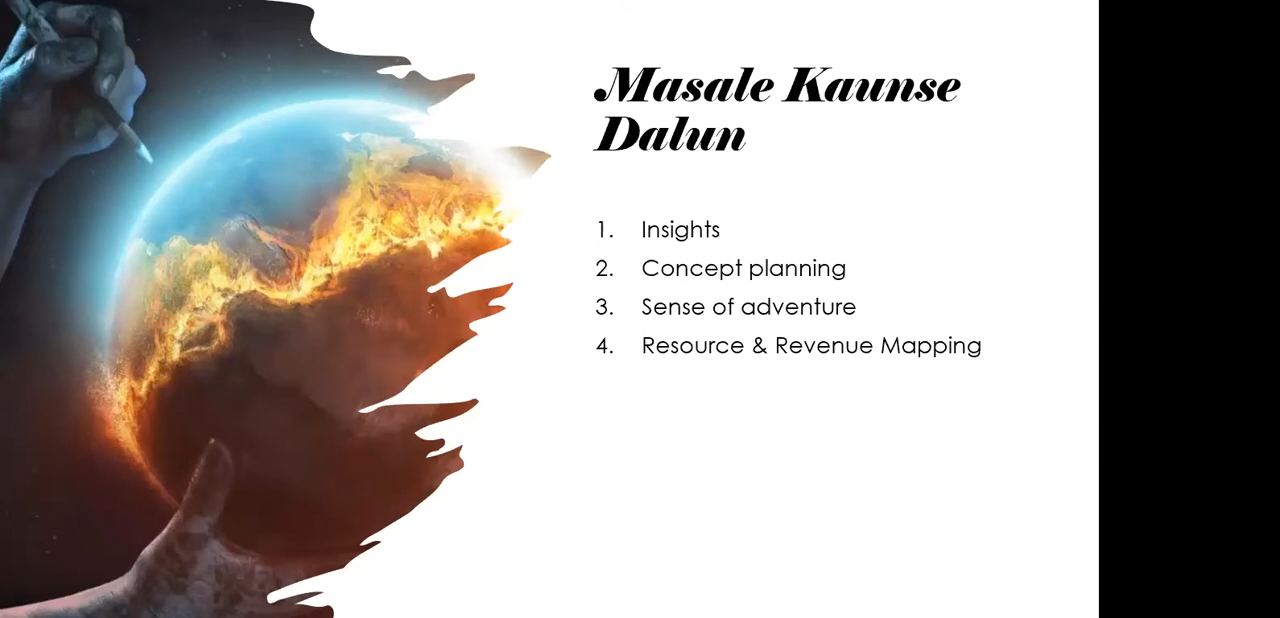 Masale Kaunse
Dalun
1. Insights
2. Concept planning
3. Sense of adventure
4. Resource & Revenue Mapping